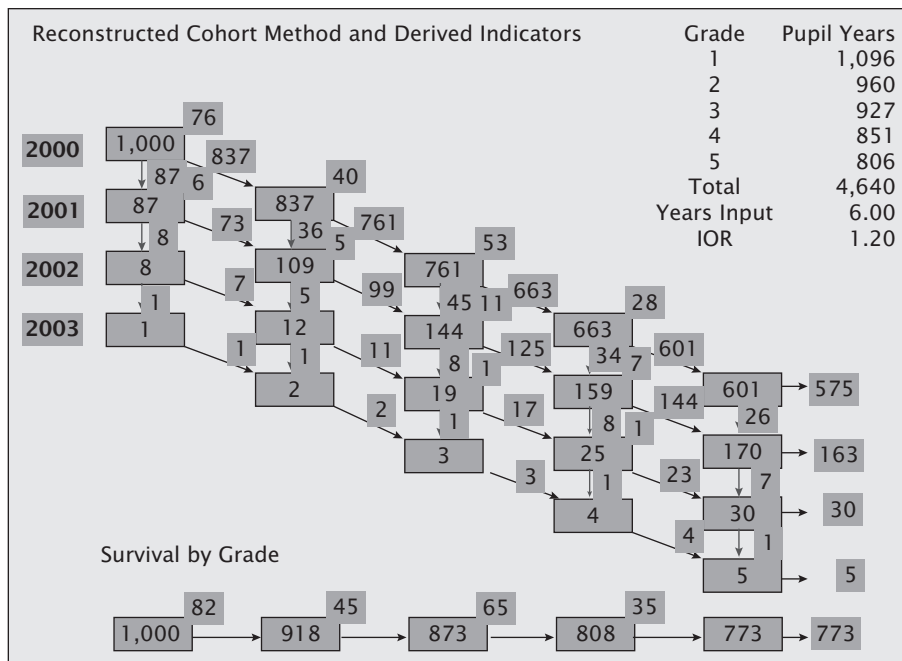 Reconstructed Cohort Method and Derived Indicators
Grade Pupil Years
1 1,096
2 960
3 927
4 851
5 806
Total 4,640
Years Input 6.00
IOR 1.20
76
2000 1,000 837
87 6 40
2001 87 837 761
8 73 36 5 53
2002 8 109 761 663
1 7 5 99 45 11 28
2003 1 12 144 663 601
1 1 11 8 125 34 7
2 19 1 159 601 575
2 1 17 8 1 144 26
3 25 170 163
3 1 23 7
4 30 30
4 1
5 5
Survival by Grade
82 45 65 35
1,000 918 873 808 773 773